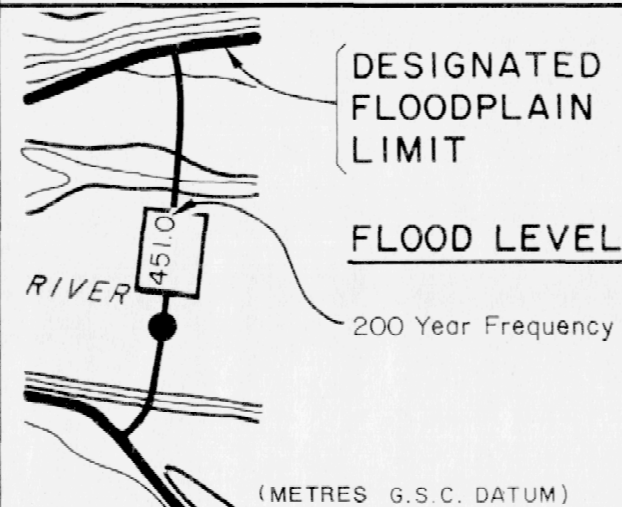 DESIGNATED
FLOODPLAIN
LIMIT
451.0
FLOOD LEVEL
RIVER
200 Year Frequency
(METRES G.S.C. DATUM)